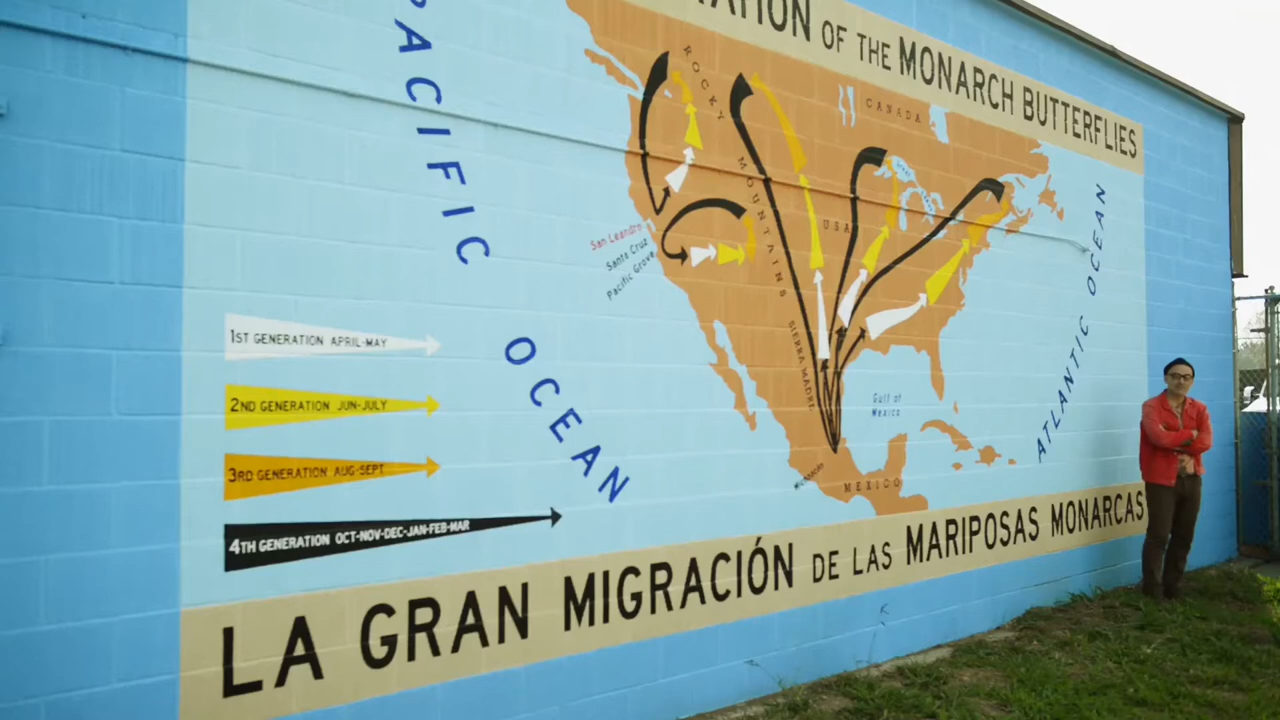 OF THE MONARCH BUTTERFLIES
PACIFIC OCEAN
ROCKY MOUNTAINS
CANADA
USA
San Leandro
Santa Cruz
Pacific Grove
SIERRA MADRE
Gulf of
Mexico
MEXICO
ATLANTIC OCEAN
1ST GENERATION APRIL-MAY
2ND GENERATION JUN-JULY
3RD GENERATION AUG-SEPT
4TH GENERATION OCT-NOV-DEC-JAN-FEB-MAR
LA GRAN MIGRACIÓN DE LAS MARIPOSAS MONARCAS